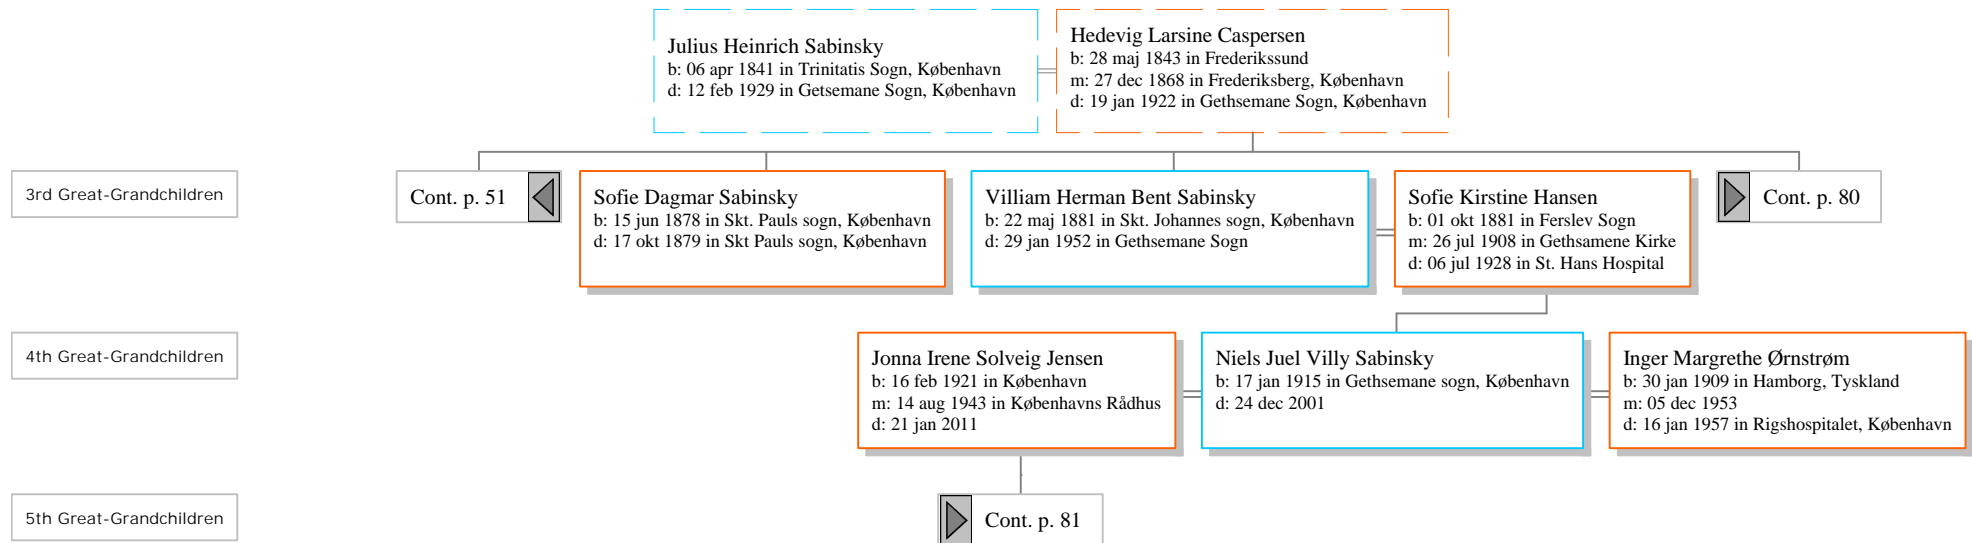 Julius Heinrich Sabinsky
b: 06 apr 1841 in Trinitatis Sogn, København
d: 12 feb 1929 in Getsemane Sogn, København
Hedevig Larsine Caspersen
b: 28 maj 1843 in Frederikssund
m: 27 dec 1868 in Frederiksberg, København
d: 19 jan 1922 in Gethsemane Sogn, København
3rd Great-Grandchildren
Cont. p. 51
Sofie Dagmar Sabinsky
b: 15 jun 1878 in Skt. Pauls sogn, København
d: 17 okt 1879 in Skt Pauls sogn, København
Villiam Herman Bent Sabinsky
b: 22 maj 1881 in Skt. Johannes sogn, København
d: 29 jan 1952 in Gethsemane Sogn
Sofie Kirstine Hansen
b: 01 okt 1881 in Ferslev Sogn
m: 26 jul 1908 in Gethsamene Kirke
d: 06 jul 1928 in St. Hans Hospital
Cont. p. 80
4th Great-Grandchildren
Jonna Irene Solveig Jensen
b: 16 feb 1921 in København
m: 14 aug 1943 in Københavns Rådhus
d: 21 jan 2011
Niels Juel Villy Sabinsky
b: 17 jan 1915 in Gethsemane sogn, København
d: 24 dec 2001
Inger Margrethe Ørnstrøm
b: 30 jan 1909 in Hamborg, Tyskland
m: 05 dec 1953
d: 16 jan 1957 in Rigshospitalet, København
5th Great-Grandchildren
Cont. p. 81